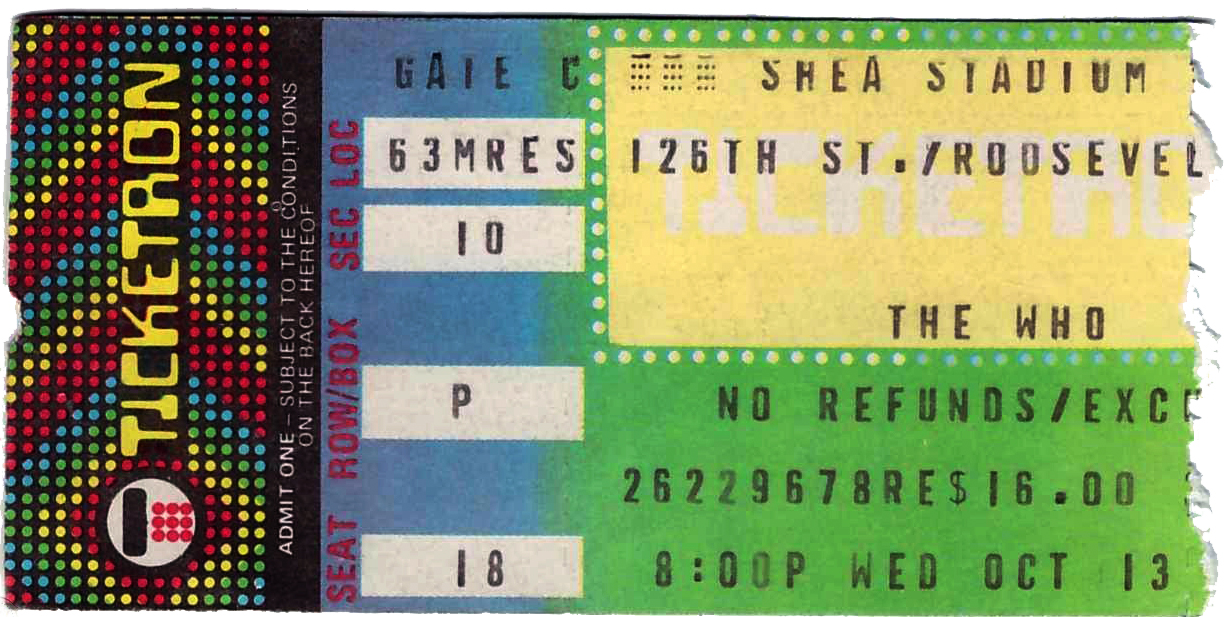 TICKETRON
ADMIT ONE – SUBJECT TO THE CONDITIONS
ON THE BACK HEREOF
GATE C
LOC 63MRES
SEC 10
ROW/BOX P
SEAT 18
SHEA STADIUM
126TH ST./ROOSEVEL
TICKETRO
THE WHO
NO REFUNDS/EXC
26229678RE$16.00
8:00P WED OCT 13